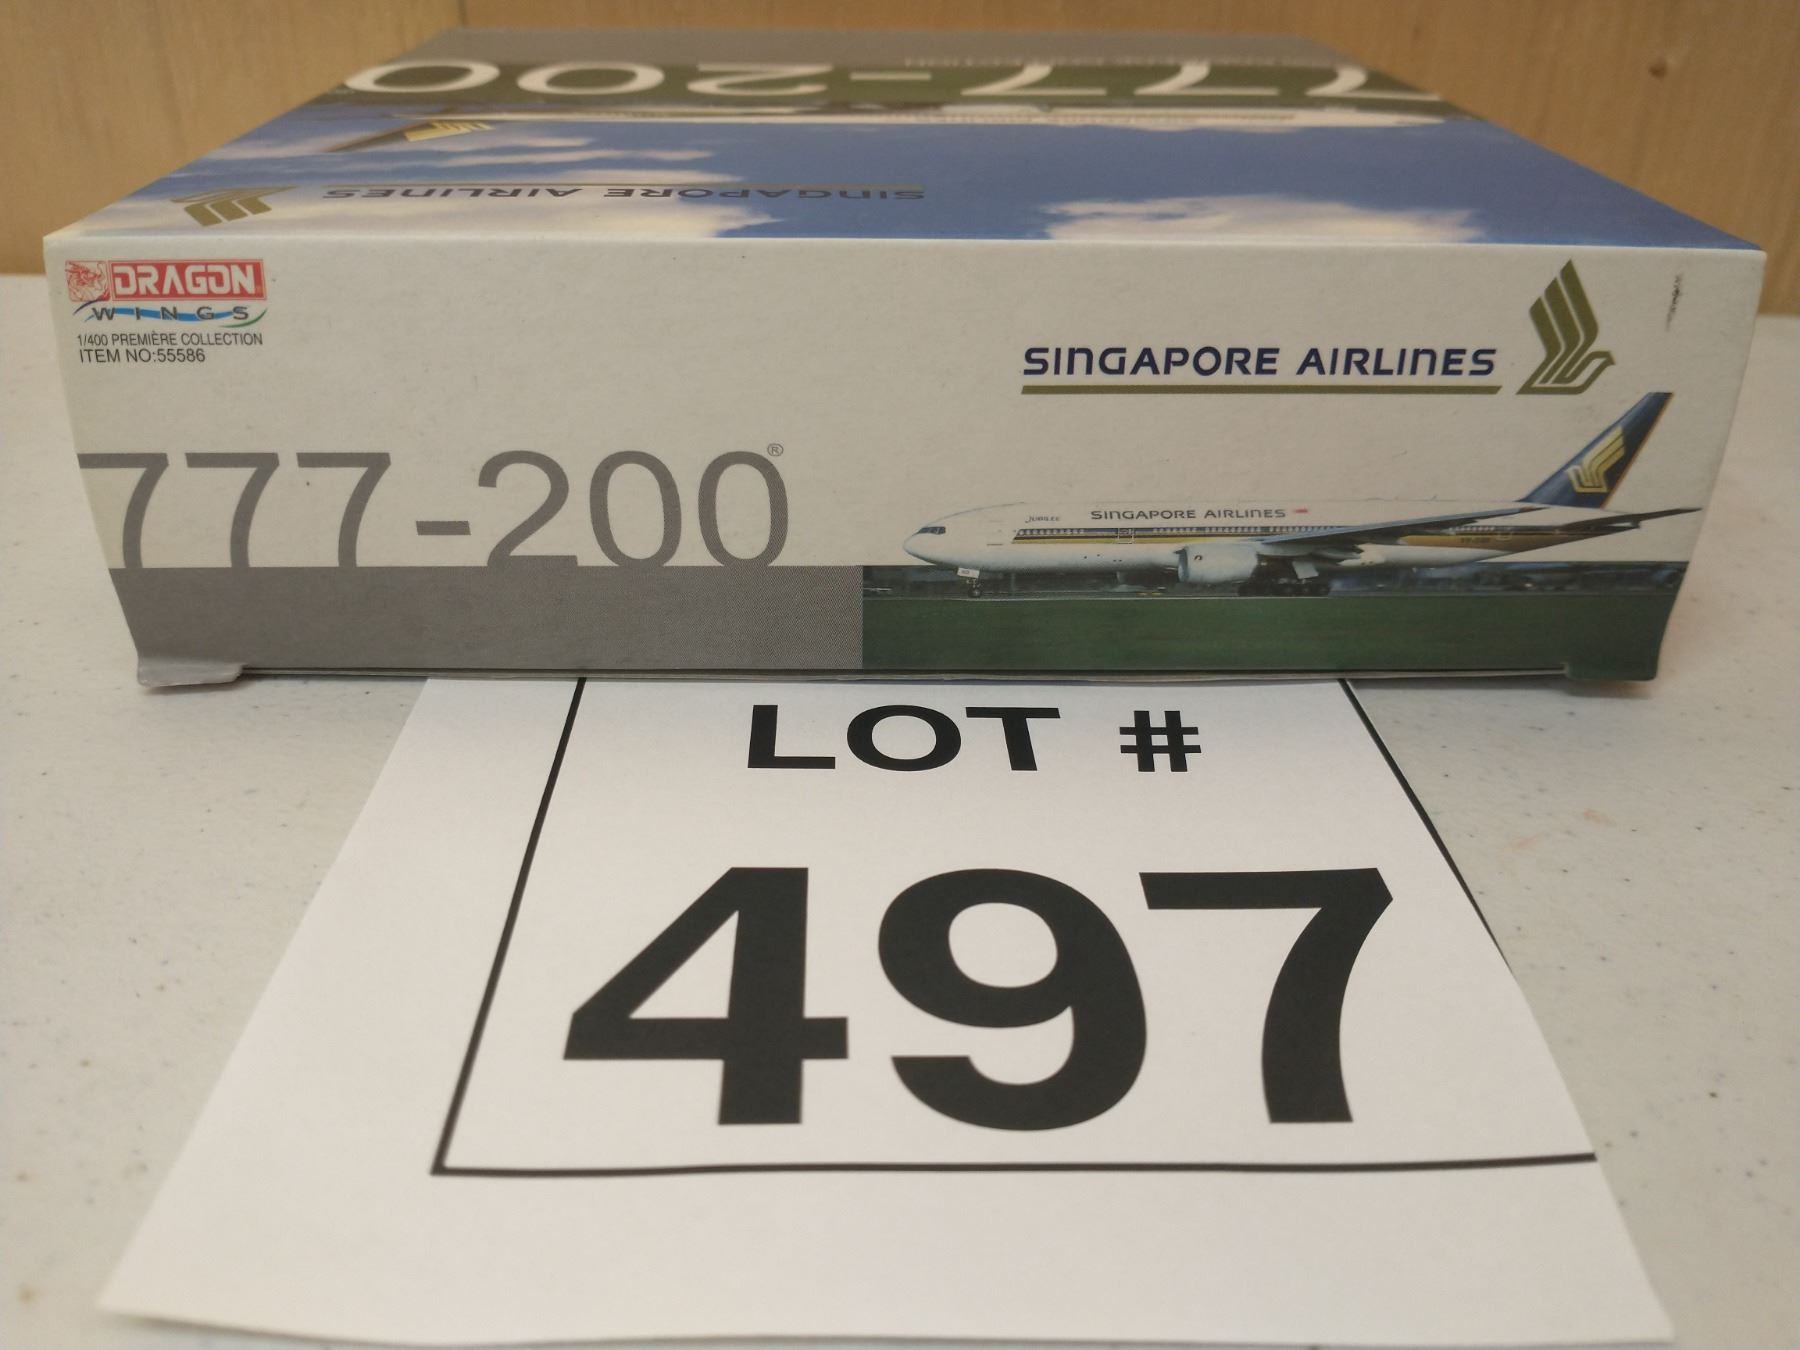 777-200
SINGAPORE AIRLINES
DRAGON
WINGS
1/400 PREMIÈRE COLLECTION
ITEM NO:55586
SINGAPORE AIRLINES
777-200®
JUBILEE SINGAPORE AIRLINES
LOT #
497